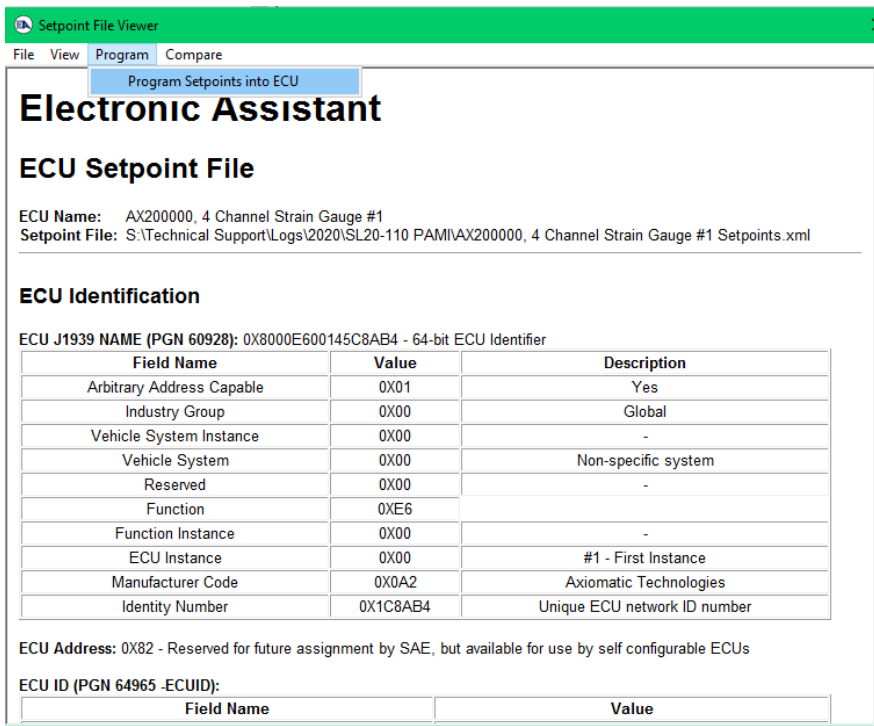 Setpoint File Viewer
File View Program Compare
Program Setpoints into ECU
Electronic Assistant
ECU Setpoint File
ECU Name: AX200000, 4 Channel Strain Gauge #1
Setpoint File: S:\Technical Support\Logs\2020\SL20-110 PAMI\AX200000, 4 Channel Strain Gauge #1 Setpoints.xml
ECU Identification
ECU J1939 NAME (PGN 60928): 0X8000E600145C8AB4 - 64-bit ECU Identifier
Field Name Value Description
Arbitrary Address Capable 0X01 Yes
Industry Group 0X00 Global
Vehicle System Instance 0X00 -
Vehicle System 0X00 Non-specific system
Reserved 0X00 -
Function 0XE6
Function Instance 0X00 -
ECU Instance 0X00 #1 - First Instance
Manufacturer Code 0X0A2 Axiomatic Technologies
Identity Number 0X1C8AB4 Unique ECU network ID number
ECU Address: 0X82 - Reserved for future assignment by SAE, but available for use by self configurable ECUs
ECU ID (PGN 64965 -ECUID):
Field Name Value